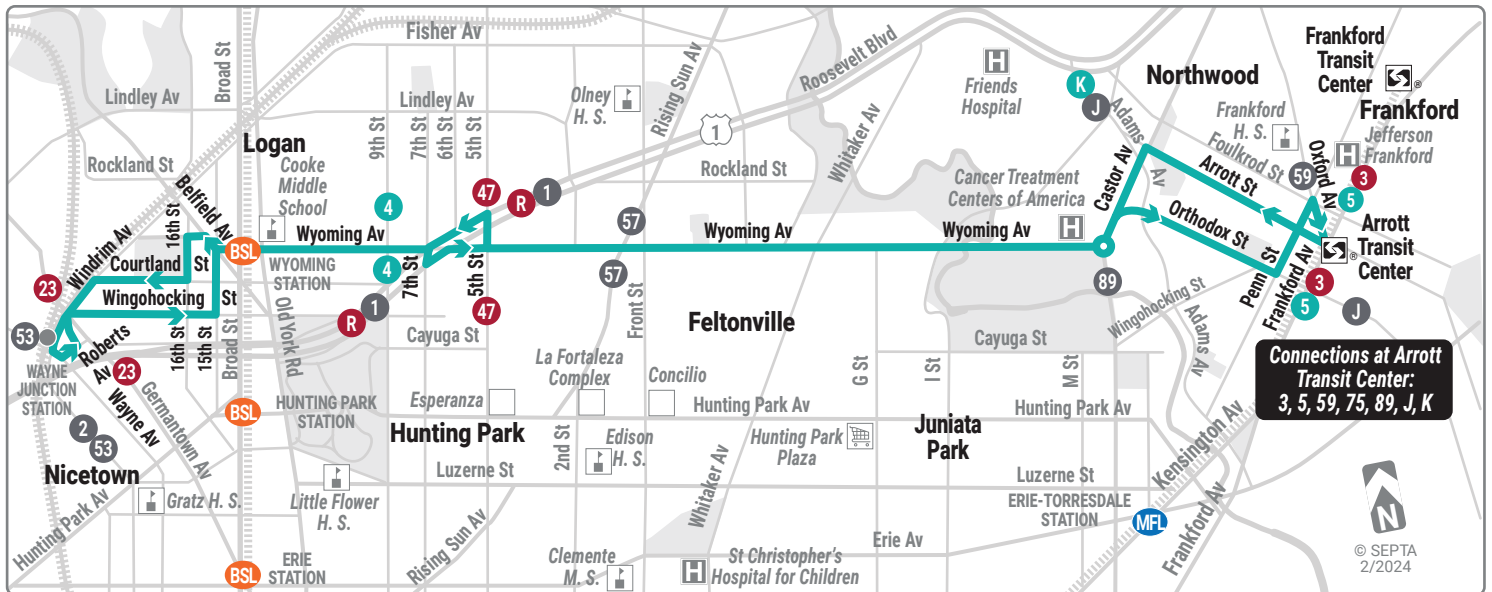 Fisher Av
Broad St
Lindley Av
Logan
Cooke
Middle
School
Rockland St
Belfield Av
Windrim Av
16th St
Courtland
St
Wingohocking
St
16th St
15th St
Broad St
Roberts
Av
Wayne Av
Germantown Av
23
53
WAYNE
JUNCTION
STATION
23
2
53
Nicetown
Hunting Park Av
Gratz H. S.
BSL
WYOMING
STATION
Old York Rd
BSL
HUNTING PARK
STATION
BSL
ERIE
STATION
Little Flower
H. S.
Lindley Av
9th St
7th St
6th St
5th St
4
Wyoming Av
4
7th St
5th St
47
R
1
R
1
47
Cayuga St
Esperanza
Hunting Park
Luzerne St
Rising Sun Av
Olney
H. S.
Rising Sun Av
1
Roosevelt Blvd
Rockland St
Whitaker Av
57
Wyoming Av
57
Front St
Feltonville
La Fortaleza
Complex
Concilio
Hunting Park Av
2nd St
Edison
H. S.
Whitaker Av
Hunting Park
Plaza
Clemente
M. S.
H
St Christopher's
Hospital for Children
Erie Av
H
Friends
Hospital
Cancer Treatment
Centers of America
H
Wyoming Av
G St
I St
M St
Cayuga St
Juniata
Park
Hunting Park Av
Luzerne St
ERIE-TORRESDALE
STATION
MFL
Kensington Av
Frankford Av
K
J
Adams
Av
Northwood
Castor Av
Arrott St
Orthodox St
89
Wingohocking St
Adams Av
Penn St
Frankford Av
Frankford
H. S.
Foulkrod St
59
Oxford Av
Frankford
Transit
Center
S®
Frankford
H
Jefferson
Frankford
3
5
Arrott
Transit
Center
S®
3
5
J
Connections at Arrott
Transit Center:
3, 5, 59, 75, 89, J, K
N
© SEPTA
2/2024